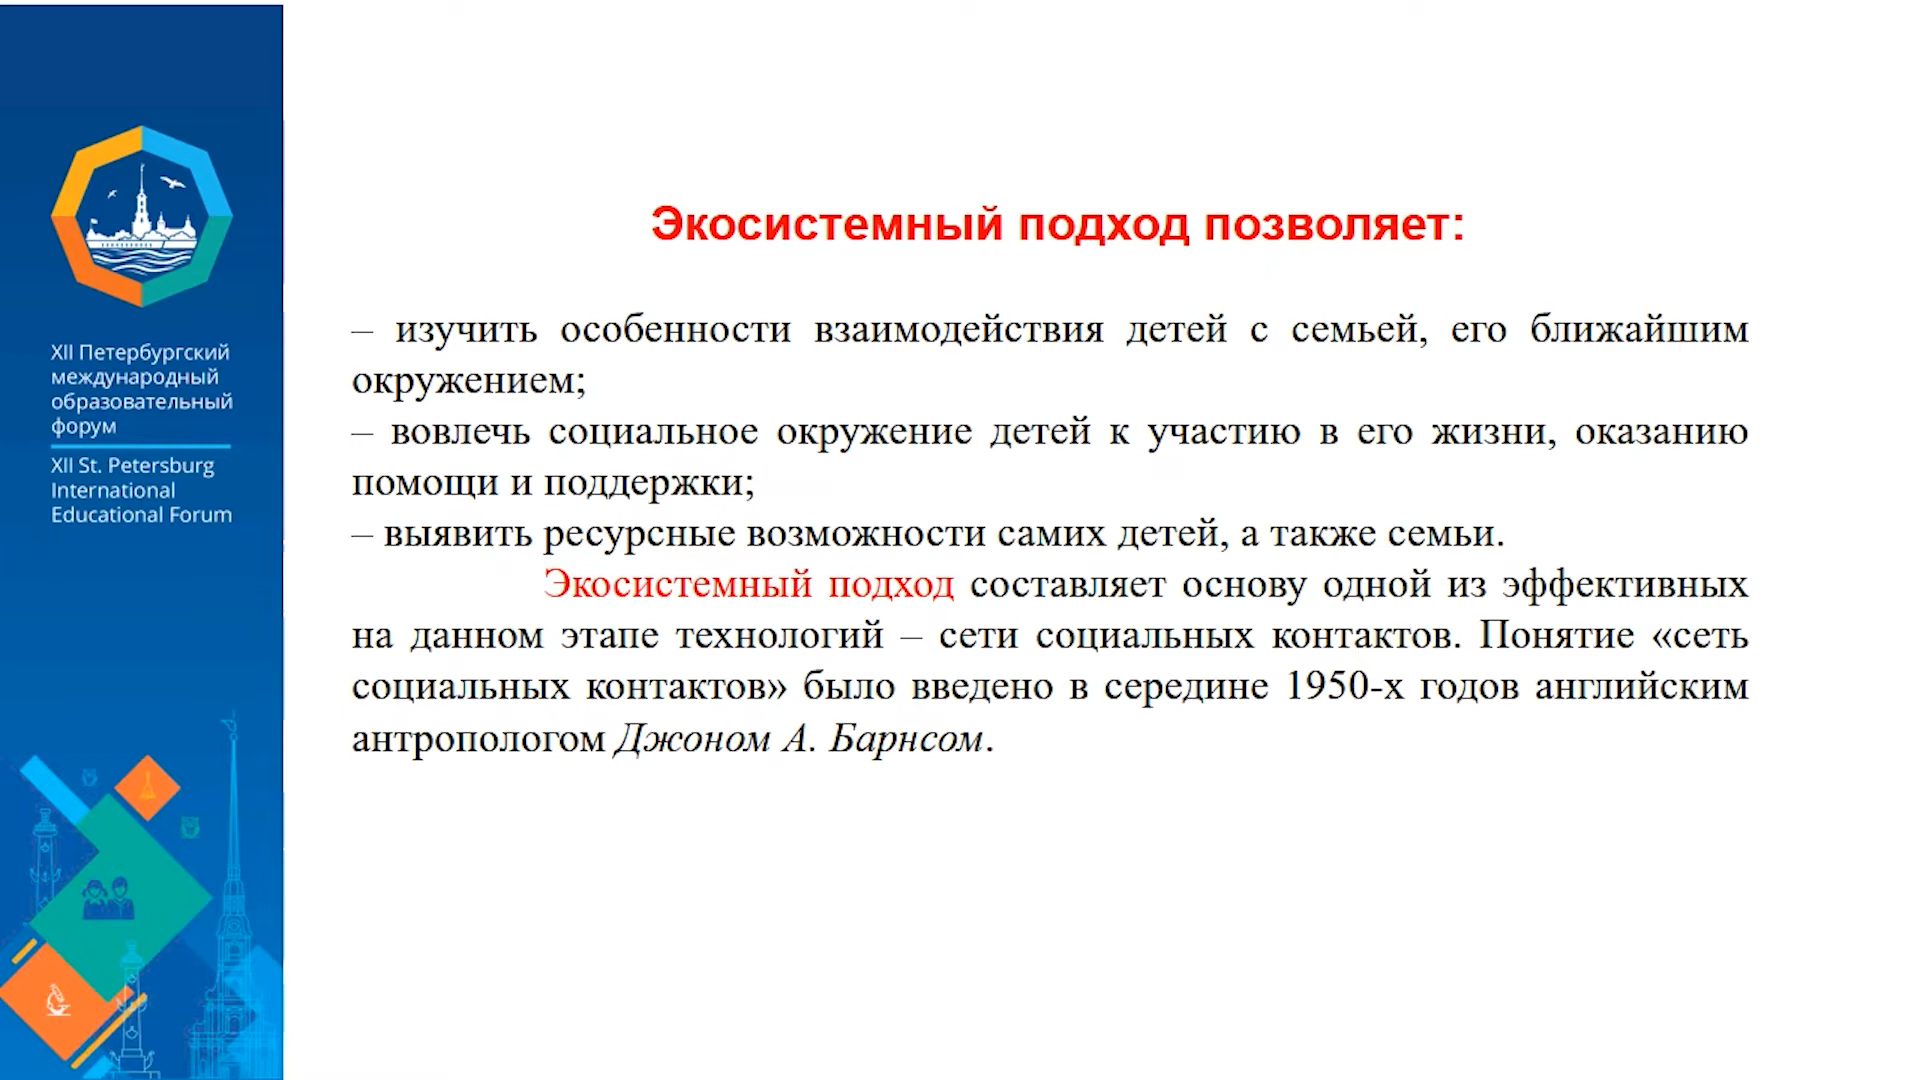 XII Петербургский
международный
образовательный
форум
XII St. Petersburg
International
Educational Forum
Экосистемный подход позволяет:
– изучить особенности взаимодействия детей с семьей, его ближайшим
окружением;
– вовлечь социальное окружение детей к участию в его жизни, оказанию
помощи и поддержки;
– выявить ресурсные возможности самих детей, а также семьи.
Экосистемный подход составляет основу одной из эффективных
на данном этапе технологий – сети социальных контактов. Понятие «сеть
социальных контактов» было введено в середине 1950-х годов английским
антропологом Джоном А. Барнсом.